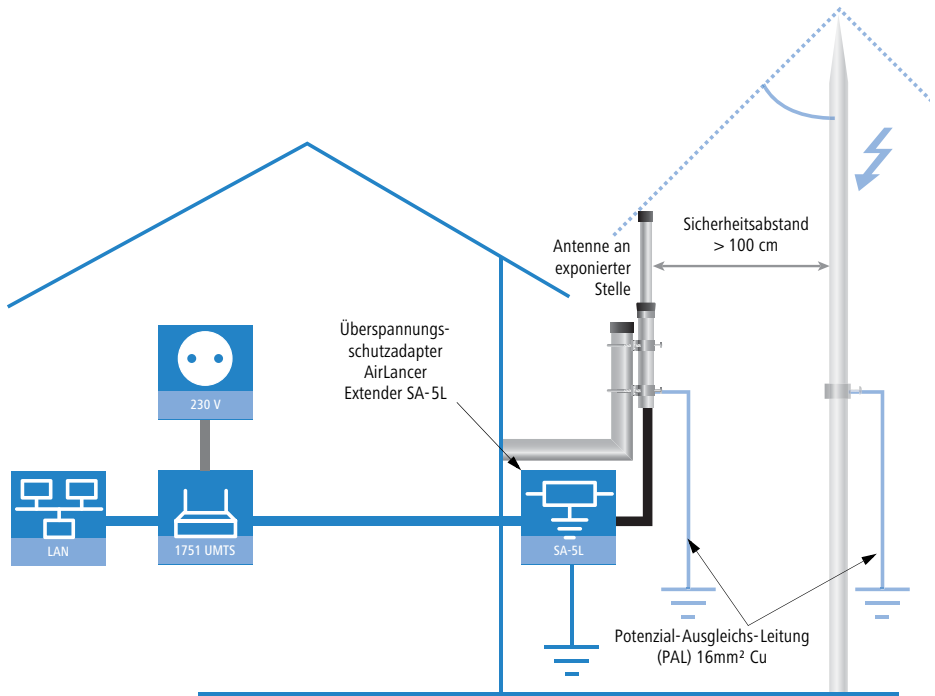 Sicherheitsabstand
> 100 cm
Antenne an
exponierter
Stelle
Überspannungs-
schutzadapter
AirLancer
Extender SA-5L
230 V
LAN
1751 UMTS
SA-5L
Potenzial-Ausgleichs-Leitung
(PAL) 16mm² Cu